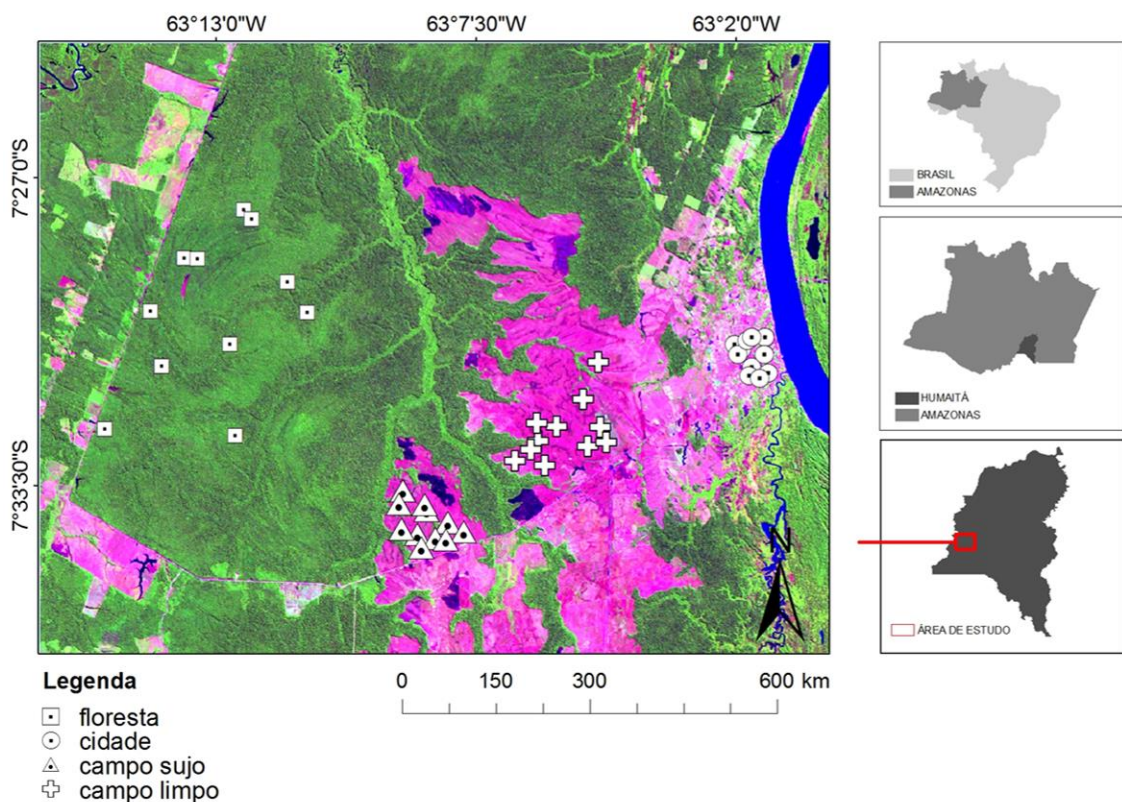 63°13'0"W 63°7'30"W 63°2'0"W
7°27'0"S
7°33'30"S
N
Legenda
floresta
cidade
campo sujo
campo limpo
0 150 300 600 km
BRASIL
AMAZONAS
HUMAITÁ
AMAZONAS
ÁREA DE ESTUDO